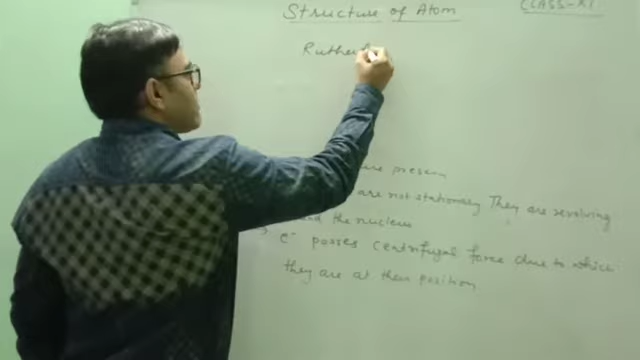 Structure of Atom
CLASS-XI
Ruther
are present
are not stationary They are revolving
the nucleus
e⁻ posses centrifugal force due to which
they are at their position